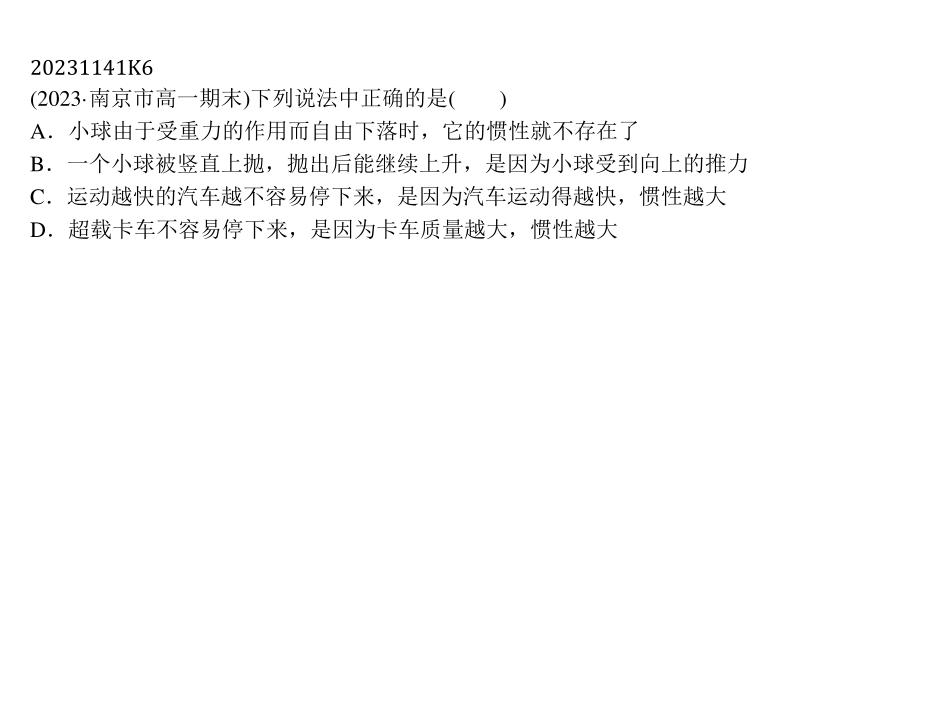 20231141K6
(2023·南京市高一期末)下列说法中正确的是(　　)
A．小球由于受重力的作用而自由下落时，它的惯性就不存在了
B．一个小球被竖直上抛，抛出后能继续上升，是因为小球受到向上的推力
C．运动越快的汽车越不容易停下来，是因为汽车运动得越快，惯性越大
D．超载卡车不容易停下来，是因为卡车质量越大，惯性越大